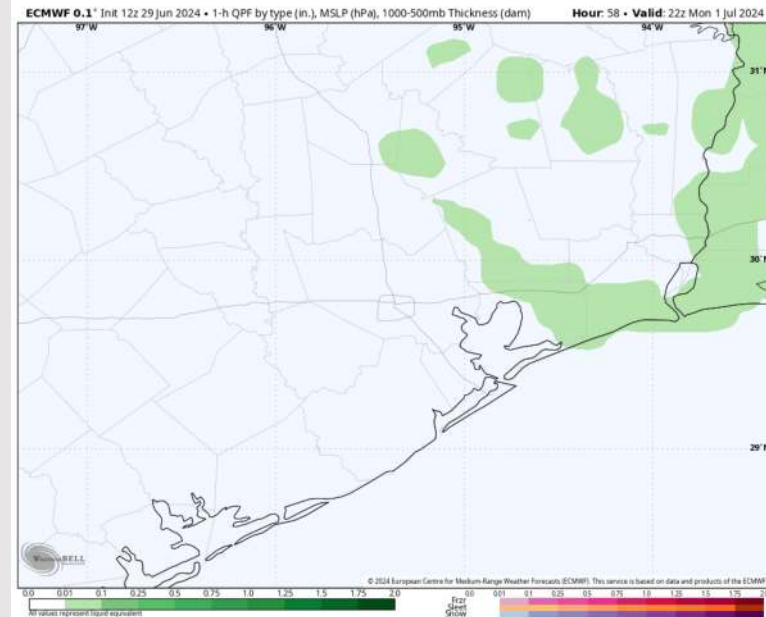 ECMWF 0.1° Init 12z 29 Jun 2024 • 1-h QPF by type (in.), MSLP (hPa), 1000-500mb Thickness (dam) Hour: 58 • Valid: 22z Mon 1 Jul 2024
97°W 96°W 95°W 94°W
31°N
30°N
29°N
WeatherBELL
© 2024 European Centre for Medium-Range Weather Forecasts (ECMWF). This service is based on data and products of the ECMWF
0.0 0.01 0.1 0.25 0.5 0.75 1.0 1.25 1.5 1.75 2.0
All values represent liquid equivalent
0.0 0.01 0.1 0.25 0.5 0.75 1.0 1.25 1.5 1.75 2.0
Frzr
Sleet
Snow